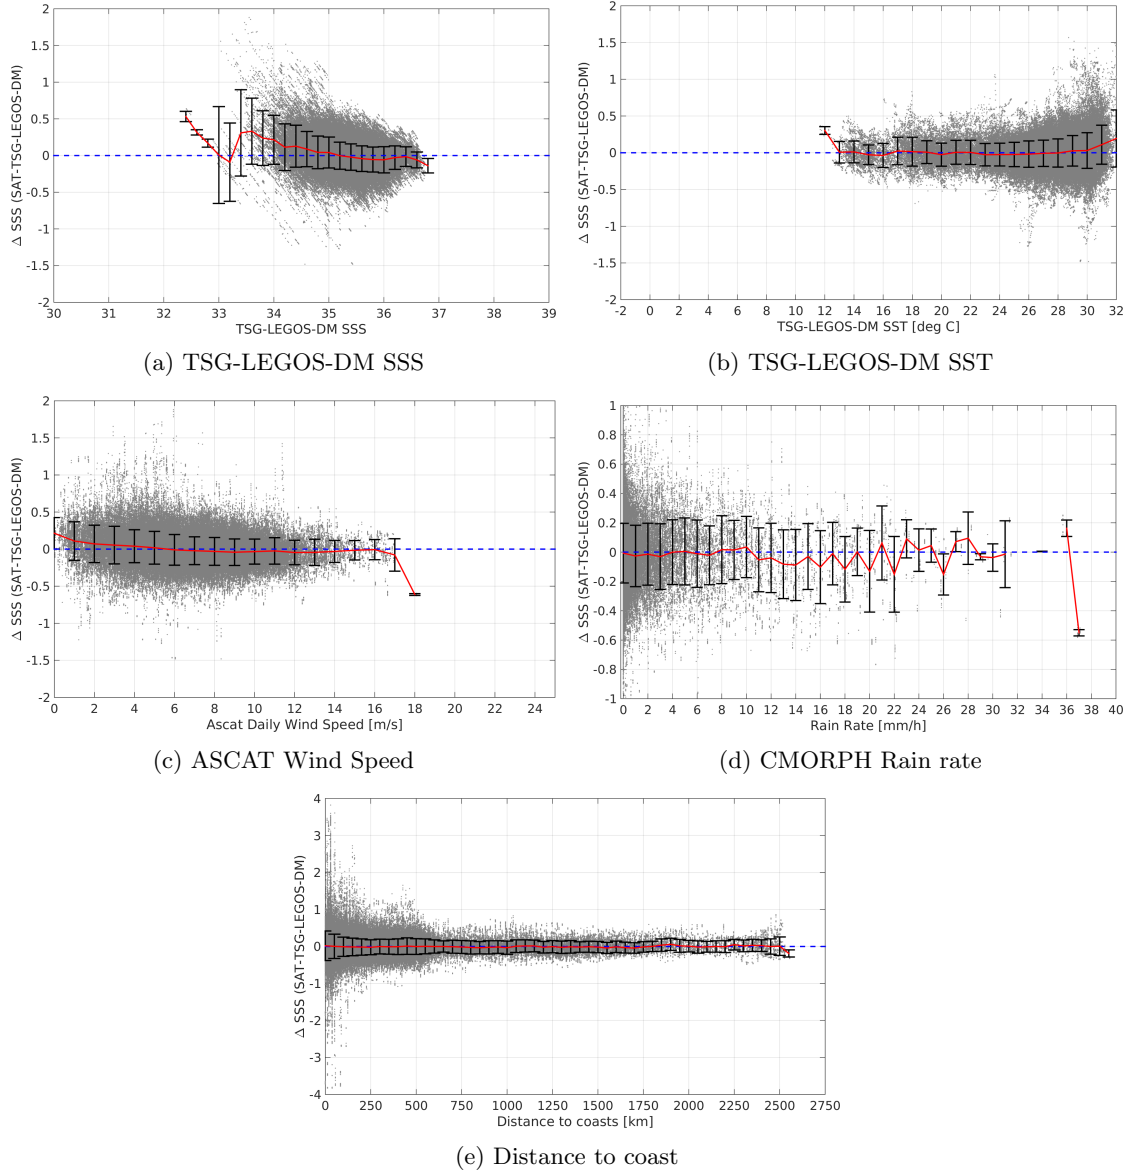 2
1.5
1
0.5
0
-0.5
-1
-1.5
-2
Δ SSS (SAT-TSG-LEGOS-DM)
30 31 32 33 34 35 36 37 38 39
TSG-LEGOS-DM SSS
(a) TSG-LEGOS-DM SSS
2
1.5
1
0.5
0
-0.5
-1
-1.5
-2
Δ SSS (SAT-TSG-LEGOS-DM)
-2 0 2 4 6 8 10 12 14 16 18 20 22 24 26 28 30 32
TSG-LEGOS-DM SST [deg C]
(b) TSG-LEGOS-DM SST
2
1.5
1
0.5
0
-0.5
-1
-1.5
-2
Δ SSS (SAT-TSG-LEGOS-DM)
0 2 4 6 8 10 12 14 16 18 20 22 24
Ascat Daily Wind Speed [m/s]
(c) ASCAT Wind Speed
1
0.8
0.6
0.4
0.2
0
-0.2
-0.4
-0.6
-0.8
-1
Δ SSS (SAT-TSG-LEGOS-DM)
0 2 4 6 8 10 12 14 16 18 20 22 24 26 28 30 32 34 36 38 40
Rain Rate [mm/h]
(d) CMORPH Rain rate
4
3
2
1
0
-1
-2
-3
-4
Δ SSS (SAT-TSG-LEGOS-DM)
0 250 500 750 1000 1250 1500 1750 2000 2250 2500 2750
Distance to coasts [km]
(e) Distance to coast